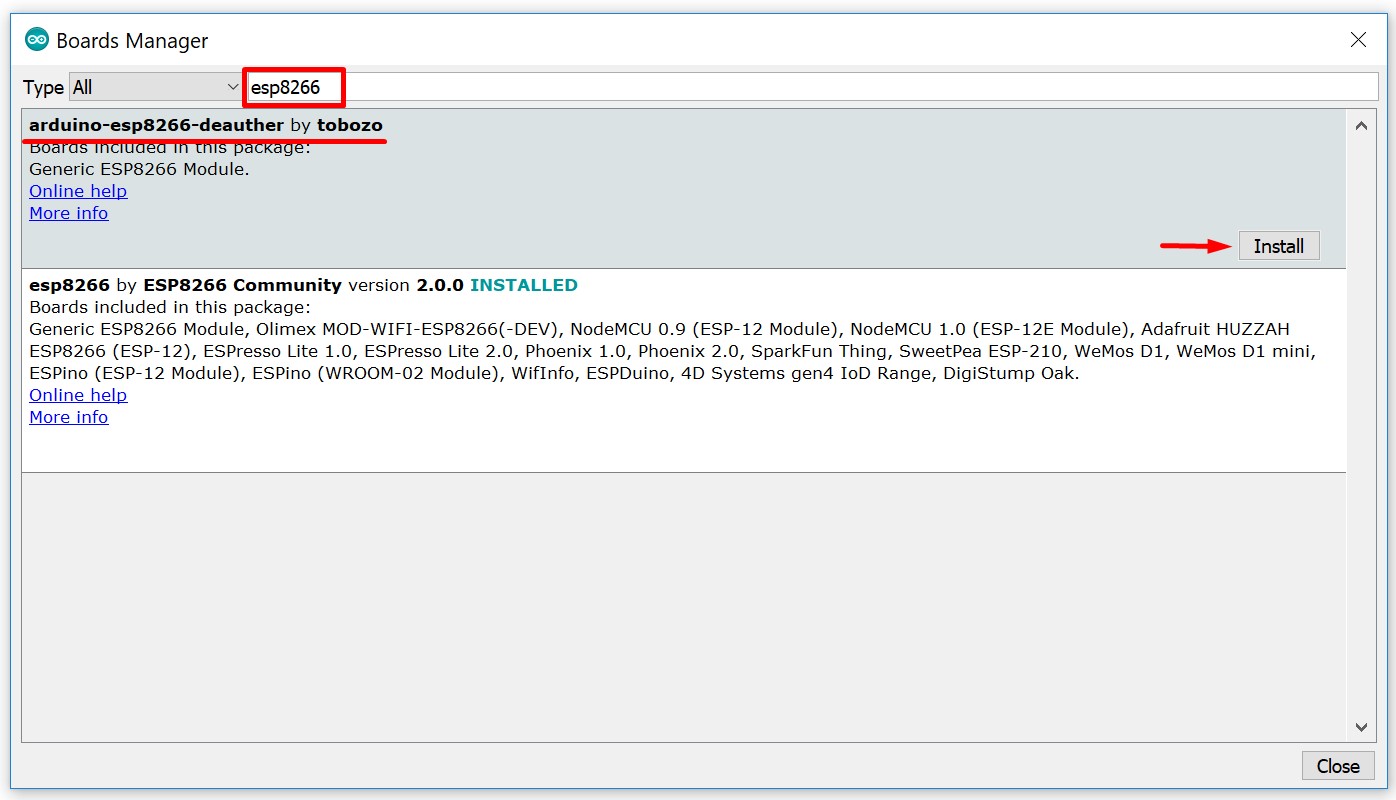 Boards Manager
Type All esp8266
arduino-esp8266-deauther by tobozo
Boards included in this package:
Generic ESP8266 Module.
Online help
More info
Install
esp8266 by ESP8266 Community version 2.0.0 INSTALLED
Boards included in this package:
Generic ESP8266 Module, Olimex MOD-WIFI-ESP8266(-DEV), NodeMCU 0.9 (ESP-12 Module), NodeMCU 1.0 (ESP-12E Module), Adafruit HUZZAH
ESP8266 (ESP-12), ESPresso Lite 1.0, ESPresso Lite 2.0, Phoenix 1.0, Phoenix 2.0, SparkFun Thing, SweetPea ESP-210, WeMos D1, WeMos D1 mini,
ESPino (ESP-12 Module), ESPino (WROOM-02 Module), WifInfo, ESPDuino, 4D Systems gen4 IoD Range, DigiStump Oak.
Online help
More info
Close